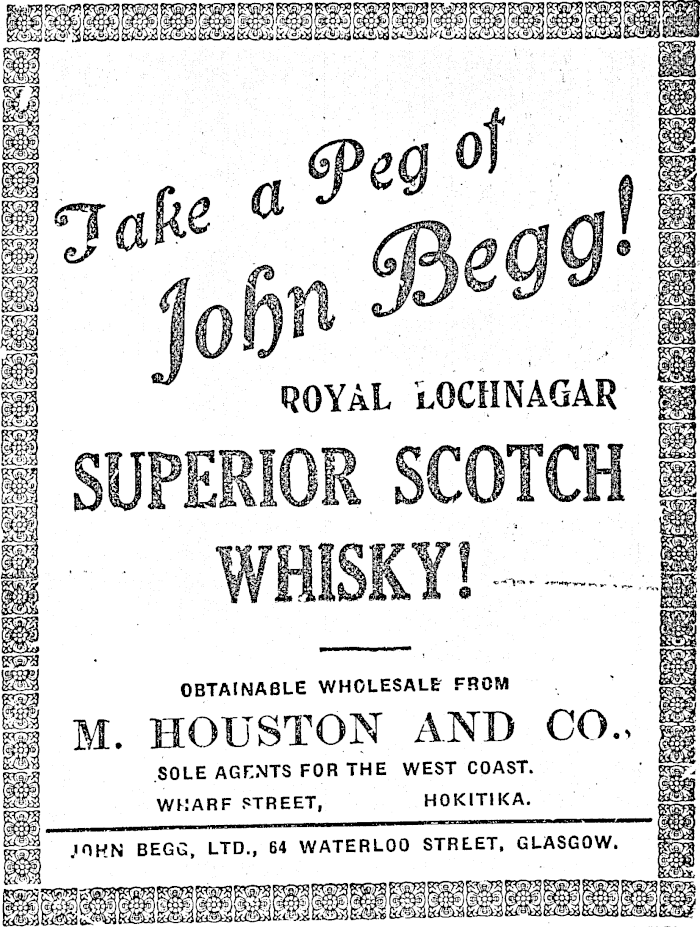 Take a Peg of
John Begg!
ROYAL LOCHNAGAR
SUPERIOR SCOTCH
WHISKY!
OBTAINABLE WHOLESALE FROM
M. HOUSTON AND CO.,
SOLE AGENTS FOR THE WEST COAST.
WHARF STREET, HOKITIKA.
JOHN BEGG, LTD., 64 WATERLOO STREET, GLASGOW.